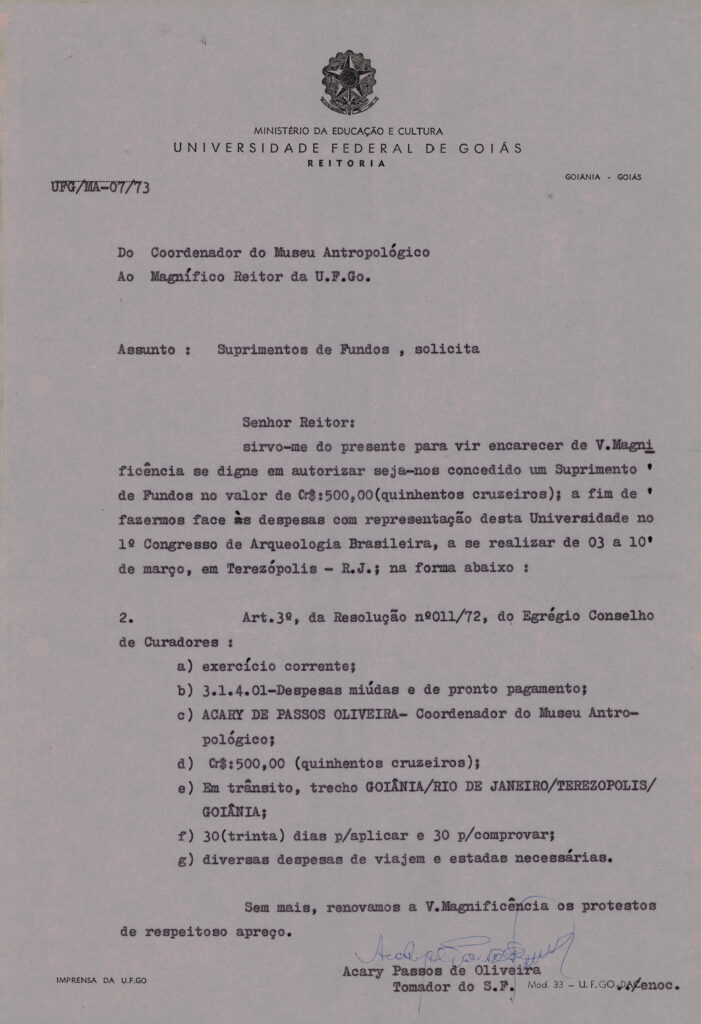 MINISTÉRIO DA EDUCAÇÃO E CULTURA
UNIVERSIDADE FEDERAL DE GOIÁS
REITORIA
GOIÂNIA - GOIÁS
UFG/MA-07/73
Do Coordenador do Museu Antropológico
Ao Magnífico Reitor da U.F.Go.
Assunto : Suprimentos de Fundos , solicita
Senhor Reitor:
sirvo-me do presente para vir encarecer de V.Magni
ficência se digne em autorizar seja-nos concedido um Suprimento '
de Fundos no valor de Cr$:500,00(quinhentos cruzeiros); a fim de '
fazermos face às despesas com representação desta Universidade no
1º Congresso de Arqueologia Brasileira, a se realizar de 03 a 10'
de março, em Terezópolis - R.J.; na forma abaixo :
2. Art.3º, da Resolução nº011/72, do Egrégio Conselho
de Curadores :
a) exercício corrente;
b) 3.1.4.01-Despesas miúdas e de pronto pagamento;
c) ACARY DE PASSOS OLIVEIRA- Coordenador do Museu Antro-
pológico;
d) Cr$:500,00 (quinhentos cruzeiros);
e) Em trânsito, trecho GOIÂNIA/RIO DE JANEIRO/TEREZOPOLIS/
GOIÂNIA;
f) 30(trinta) dias p/aplicar e 30 p/comprovar;
g) diversas despesas de viajem e estadas necessárias.
Sem mais, renovamos a V.Magnificência os protestos
de respeitoso apreço.
Acary Passos de Oliveira
Tomador do S.F.
IMPRENSA DA U.F.GO
Mod. 33 - U.F.GO-DAC
/enoc.